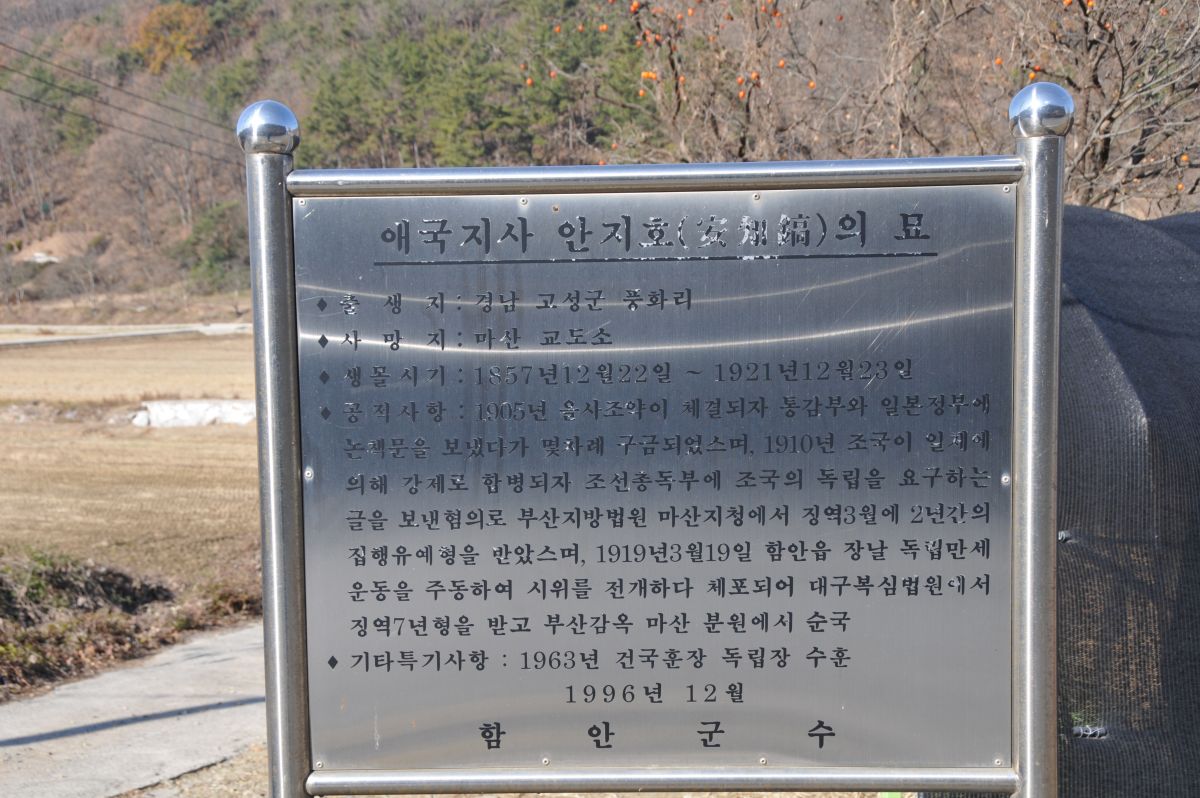 애국지사 안지호(安知鎬)의 묘
♦ 출 생 지 : 경남 고성군 풍화리
♦ 사 망 지 : 마산 교도소
♦ 생몰시기 : 1857년12월22일 ~ 1921년12월23일
♦ 공적사항 : 1905년 을사조약이 체결되자 통감부와 일본정부에
논책문을 보냈다가 몇차례 구금되었으며, 1910년 조국이 일제에
의해 강제로 합병되자 조선총독부에 조국의 독립을 요구하는
글을 보낸혐의로 부산지방법원 마산지청에서 징역3월에 2년간의
집행유예형을 받았으며, 1919년3월19일 함안읍 장날 독립만세
운동을 주동하여 시위를 전개하다 체포되어 대구복심법원에서
징역7년형을 받고 부산감옥 마산 분원에서 순국
♦ 기타특기사항 : 1963년 건국훈장 독립장 수훈
1996년 12월
함 안 군 수